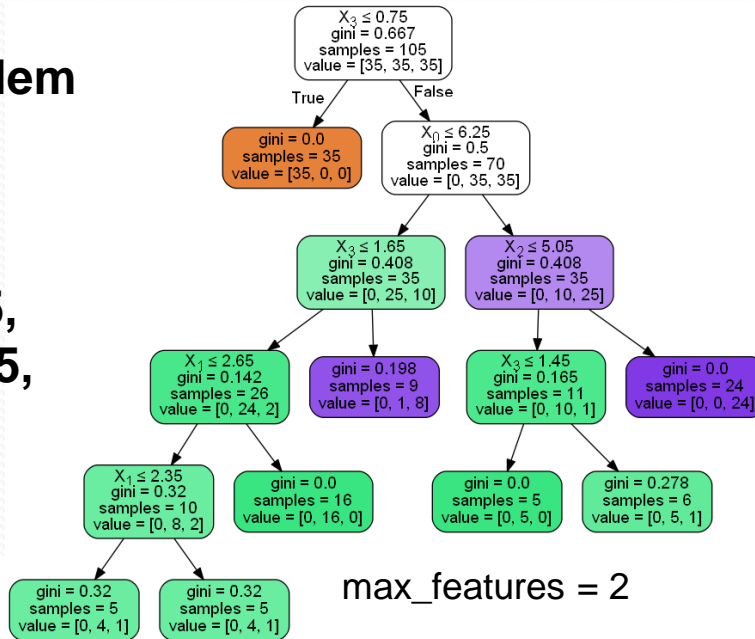 lem
5,
5,
X₃ ≤ 0.75
gini = 0.667
samples = 105
value = [35, 35, 35]
True
False
gini = 0.0
samples = 35
value = [35, 0, 0]
X₀ ≤ 6.25
gini = 0.5
samples = 70
value = [0, 35, 35]
X₃ ≤ 1.65
gini = 0.408
samples = 35
value = [0, 25, 10]
X₂ ≤ 5.05
gini = 0.408
samples = 35
value = [0, 10, 25]
X₁ ≤ 2.65
gini = 0.142
samples = 26
value = [0, 24, 2]
gini = 0.198
samples = 9
value = [0, 1, 8]
X₃ ≤ 1.45
gini = 0.165
samples = 11
value = [0, 10, 1]
gini = 0.0
samples = 24
value = [0, 0, 24]
X₁ ≤ 2.35
gini = 0.32
samples = 10
value = [0, 8, 2]
gini = 0.0
samples = 16
value = [0, 16, 0]
gini = 0.0
samples = 5
value = [0, 5, 0]
gini = 0.278
samples = 6
value = [0, 5, 1]
gini = 0.32
samples = 5
value = [0, 4, 1]
gini = 0.32
samples = 5
value = [0, 4, 1]
max_features = 2